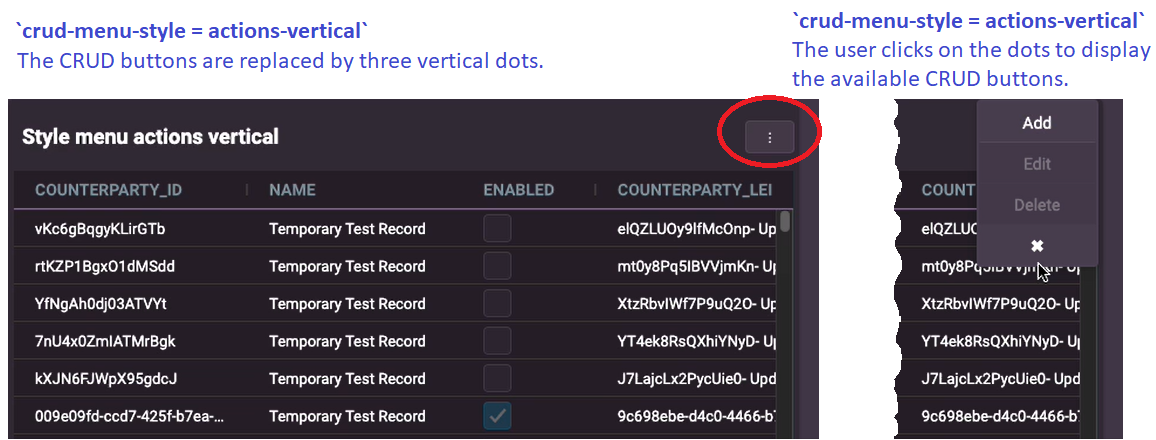 `crud-menu-style = actions-vertical`
The CRUD buttons are replaced by three vertical dots.
`crud-menu-style = actions-vertical`
The user clicks on the dots to display
the available CRUD buttons.
Style menu actions vertical
COUNTERPARTY_ID NAME ENABLED COUNTERPARTY_LEI
vKc6gBqgyKLirGTb Temporary Test Record elQZLUOy9lfMcOnp- Up
rtKZP1BgxO1dMSdd Temporary Test Record mt0y8Pq5IBVVjmKn- Up
YfNgAh0dj03ATVYt Temporary Test Record XtzRbvIWf7P9uQ2O- Up
7nU4x0ZmIATMrBgk Temporary Test Record YT4ek8RsQXhiYNyD- Up
kXJN6FJWpX95gdcJ Temporary Test Record J7LajcLx2PycUie0- Upd
009e09fd-ccd7-425f-b7ea-... Temporary Test Record 9c698ebe-d4c0-4466-b7
Add
Edit
Delete
✖
COUNT
elQZLUO
mt0y8Pq5IBVVjmKn- Up
XtzRbvIWf7P9uQ2O- Up
YT4ek8RsQXhiYNyD- Up
J7LajcLx2PycUie0- Upd
9c698ebe-d4c0-4466-b7